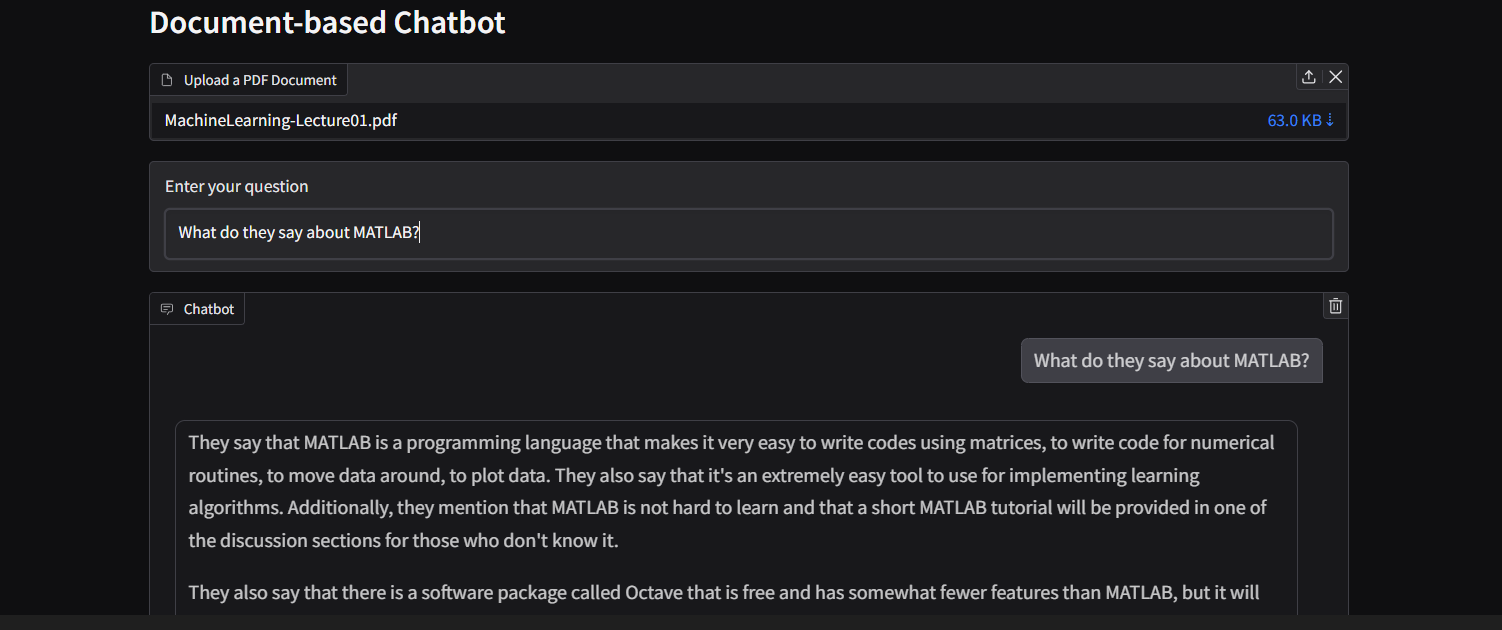 Document-based Chatbot
Upload a PDF Document
MachineLearning-Lecture01.pdf
63.0 KB ⇣
Enter your question
What do they say about MATLAB?
Chatbot
What do they say about MATLAB?
They say that MATLAB is a programming language that makes it very easy to write codes using matrices, to write code for numerical
routines, to move data around, to plot data. They also say that it's an extremely easy tool to use for implementing learning
algorithms. Additionally, they mention that MATLAB is not hard to learn and that a short MATLAB tutorial will be provided in one of
the discussion sections for those who don't know it.
They also say that there is a software package called Octave that is free and has somewhat fewer features than MATLAB, but it will